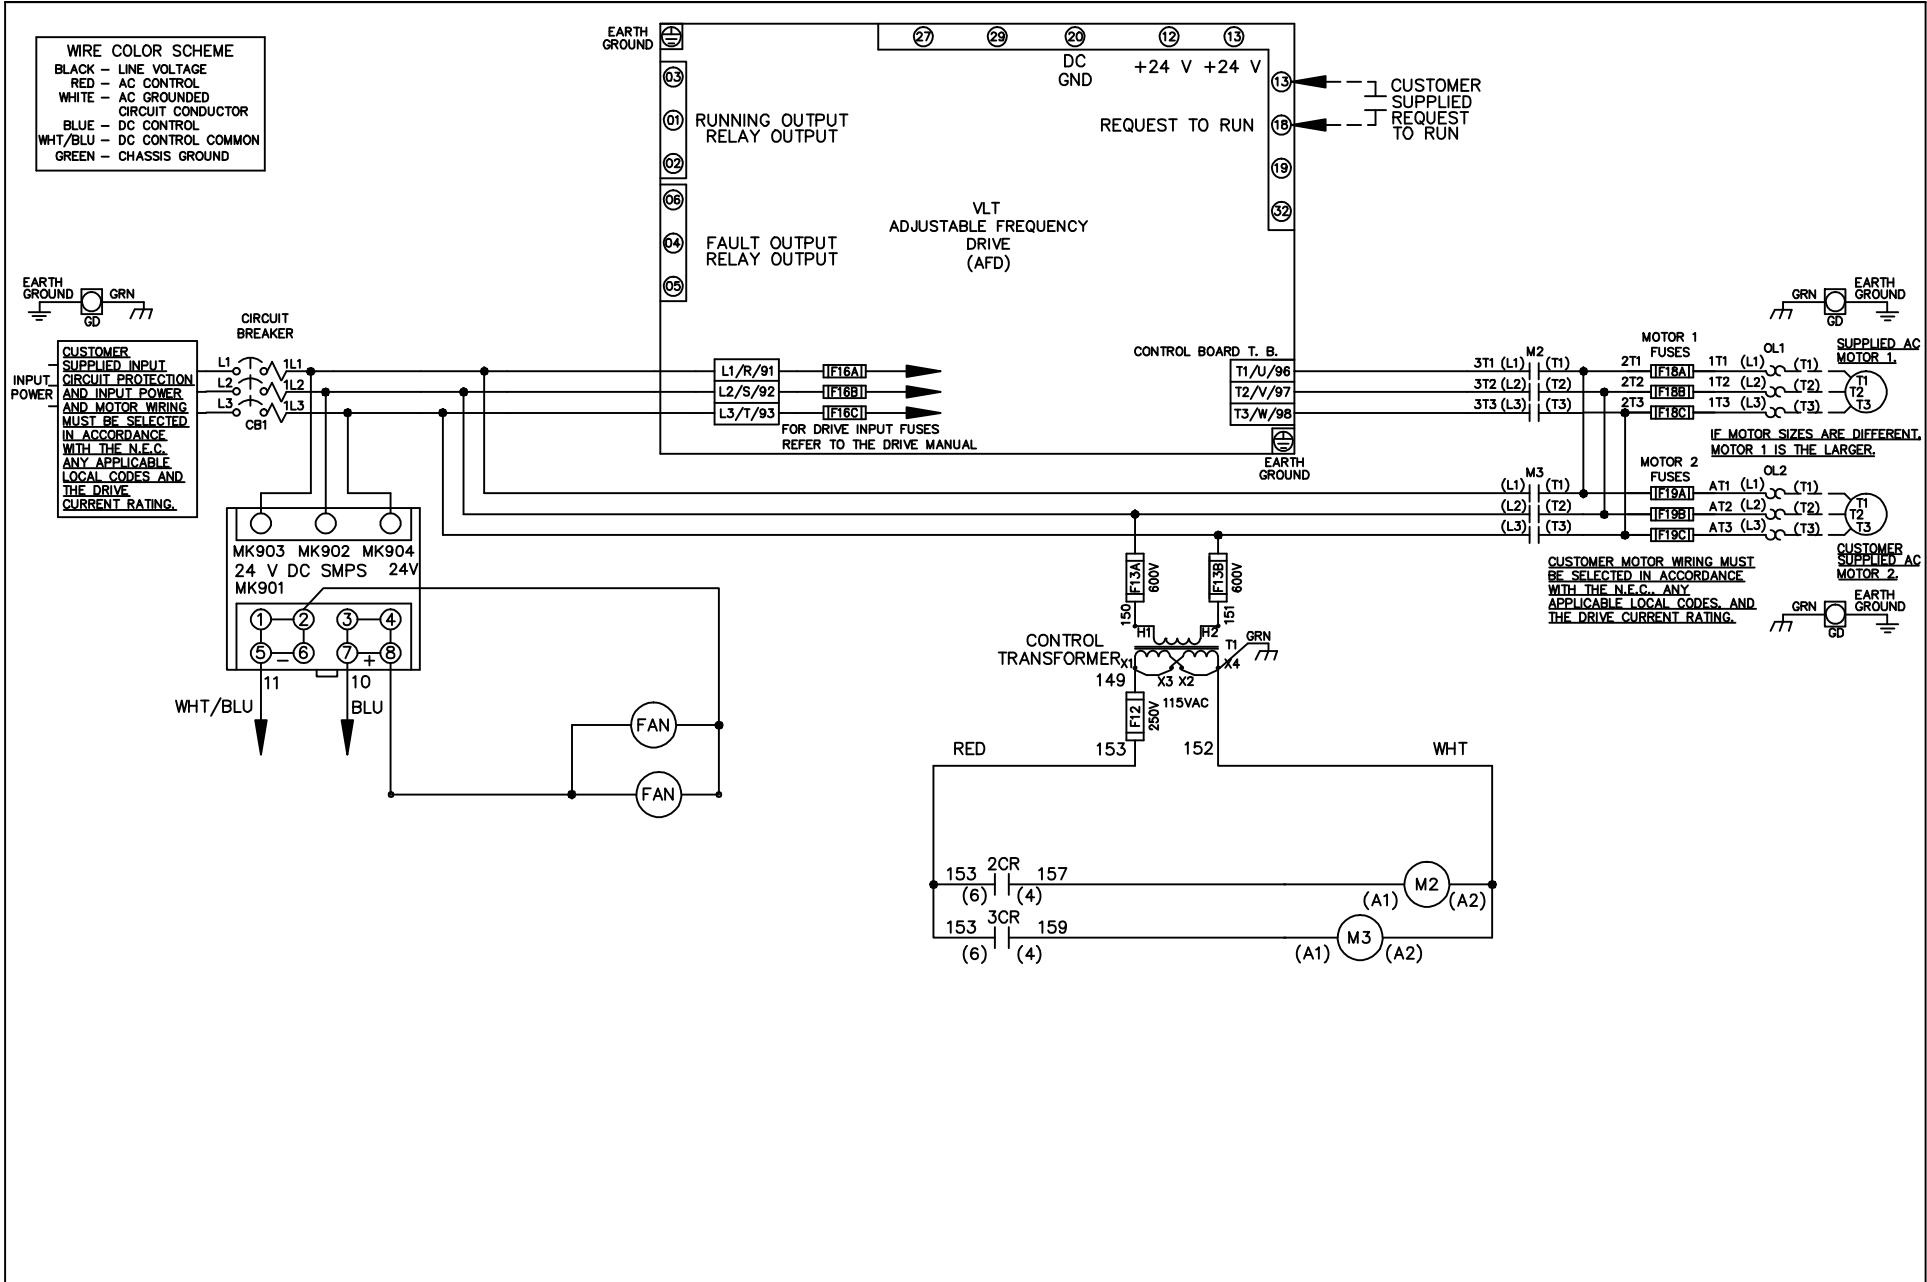 WIRE COLOR SCHEME
BLACK – LINE VOLTAGE
RED – AC CONTROL
WHITE – AC GROUNDED
CIRCUIT CONDUCTOR
BLUE – DC CONTROL
WHT/BLU – DC CONTROL COMMON
GREEN – CHASSIS GROUND
EARTH
GROUND
27 29 20 12 13
DC
GND
+24 V +24 V
03
01
02
RUNNING OUTPUT
RELAY OUTPUT
06
04
05
FAULT OUTPUT
RELAY OUTPUT
13
18
19
32
REQUEST TO RUN
CUSTOMER
SUPPLIED
REQUEST
TO RUN
VLT
ADJUSTABLE FREQUENCY
DRIVE
(AFD)
EARTH
GROUND
GRN
GD
INPUT
POWER
CUSTOMER
SUPPLIED INPUT
CIRCUIT PROTECTION
AND INPUT POWER
AND MOTOR WIRING
MUST BE SELECTED
IN ACCORDANCE
WITH THE N.E.C.
ANY APPLICABLE
LOCAL CODES AND
THE DRIVE
CURRENT RATING.
CIRCUIT
BREAKER
L1 1L1
L2 1L2
L3 1L3
CB1
L1/R/91 F16A
L2/S/92 F16B
L3/T/93 F16C
FOR DRIVE INPUT FUSES
REFER TO THE DRIVE MANUAL
CONTROL BOARD T. B.
T1/U/96
T2/V/97
T3/W/98
EARTH
GROUND
M2
3T1 (L1) (T1)
3T2 (L2) (T2)
3T3 (L3) (T3)
MOTOR 1
FUSES
2T1 F18A 1T1 (L1) (T1)
2T2 F18B 1T2 (L2) (T2)
2T3 F18C 1T3 (L3) (T3)
OL1
GRN
GD
EARTH
GROUND
SUPPLIED AC
MOTOR 1.
T1
T2
T3
IF MOTOR SIZES ARE DIFFERENT,
MOTOR 1 IS THE LARGER.
M3
(L1) (T1)
(L2) (T2)
(L3) (T3)
MOTOR 2
FUSES
F19A AT1 (L1) (T1)
F19B AT2 (L2) (T2)
F19C AT3 (L3) (T3)
OL2
T1
T2
T3
CUSTOMER
SUPPLIED AC
MOTOR 2.
GRN
GD
EARTH
GROUND
CUSTOMER MOTOR WIRING MUST
BE SELECTED IN ACCORDANCE
WITH THE N.E.C., ANY
APPLICABLE LOCAL CODES, AND
THE DRIVE CURRENT RATING.
MK903 MK902 MK904
24 V DC SMPS 24V
MK901
1 2 3 4
5 – 6 7 + 8
11 10
WHT/BLU BLU
FAN
FAN
F13A 600V
F13B 600V
150 151
H1 H2
CONTROL
TRANSFORMER
T1
GRN
X1 X3 X2 X4
149
115VAC
F12 250V
RED 153 152 WHT
2CR
153 157
(6) (4)
M2
(A1) (A2)
3CR
153 159
(6) (4)
M3
(A1) (A2)